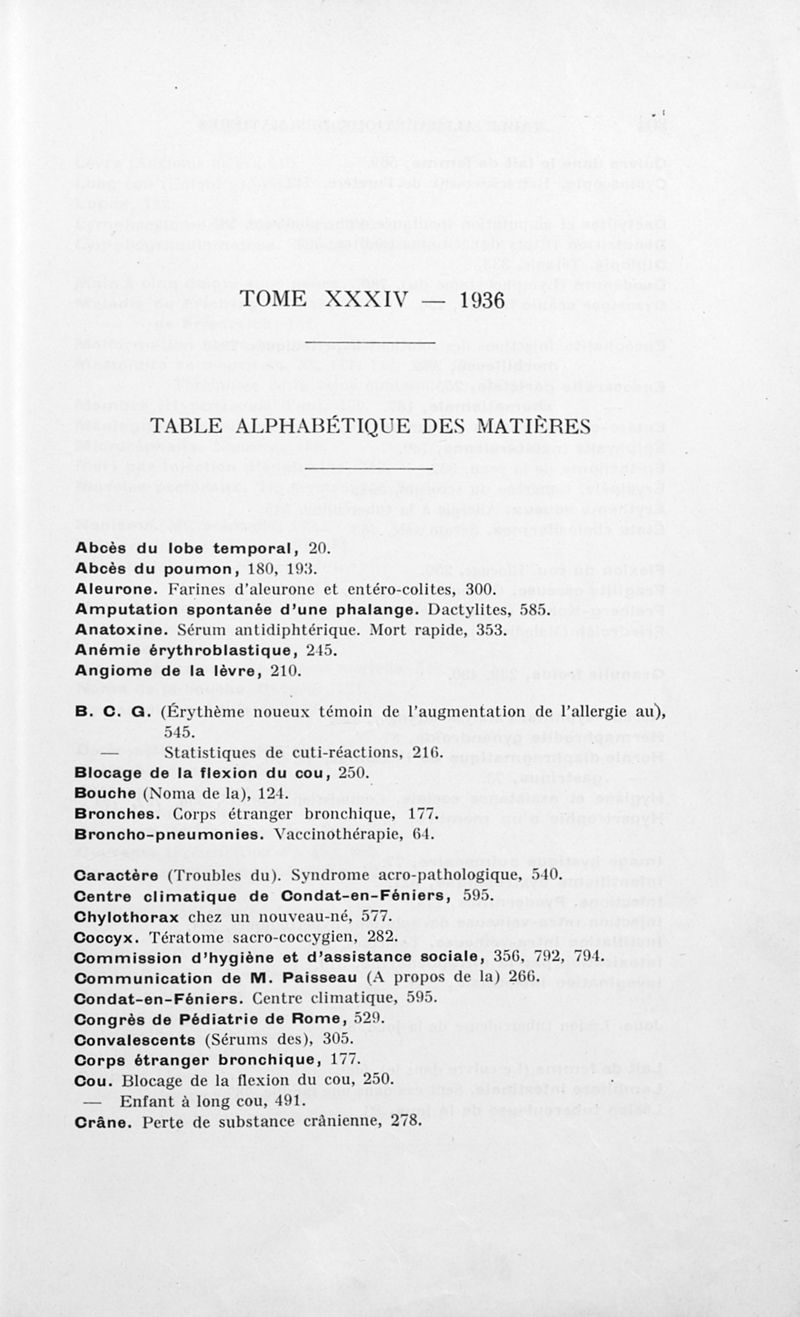 TOME XXXIV — 1936
TABLE ALPHABÉTIQUE DES MATIÈRES
Abcès du lobe temporal, 20.
Abcès du poumon, 180, 193.
Aleurone. Farines d'aleurone et entéro-colites, 300.
Amputation spontanée d'une phalange. Dactylites, 585.
Anatoxine. Sérum antidiphtérique. Mort rapide, 353.
Anémie érythroblastique, 245.
Angiome de la lèvre, 210.
B. C. G. (Érythème noueux témoin de l'augmentation de l'allergie au),
545.
— Statistiques de cuti-réactions, 216.
Blocage de la flexion du cou, 250.
Bouche (Noma de la), 124.
Bronches. Corps étranger bronchique, 177.
Broncho-pneumonies. Vaccinothérapie, 64.
Caractère (Troubles du). Syndrome acro-pathologique, 540.
Centre climatique de Condat-en-Féniers, 595.
Chylothorax chez un nouveau-né, 577.
Coccyx. Tératome sacro-coccygien, 282.
Commission d'hygiène et d'assistance sociale, 356, 792, 794.
Communication de M. Paisseau (A propos de la) 266.
Condat-en-Féniers. Centre climatique, 595.
Congrès de Pédiatrie de Rome, 529.
Convalescents (Sérums des), 305.
Corps étranger bronchique, 177.
Cou. Blocage de la flexion du cou, 250.
— Enfant à long cou, 491.
Crâne. Perte de substance crânienne, 278.